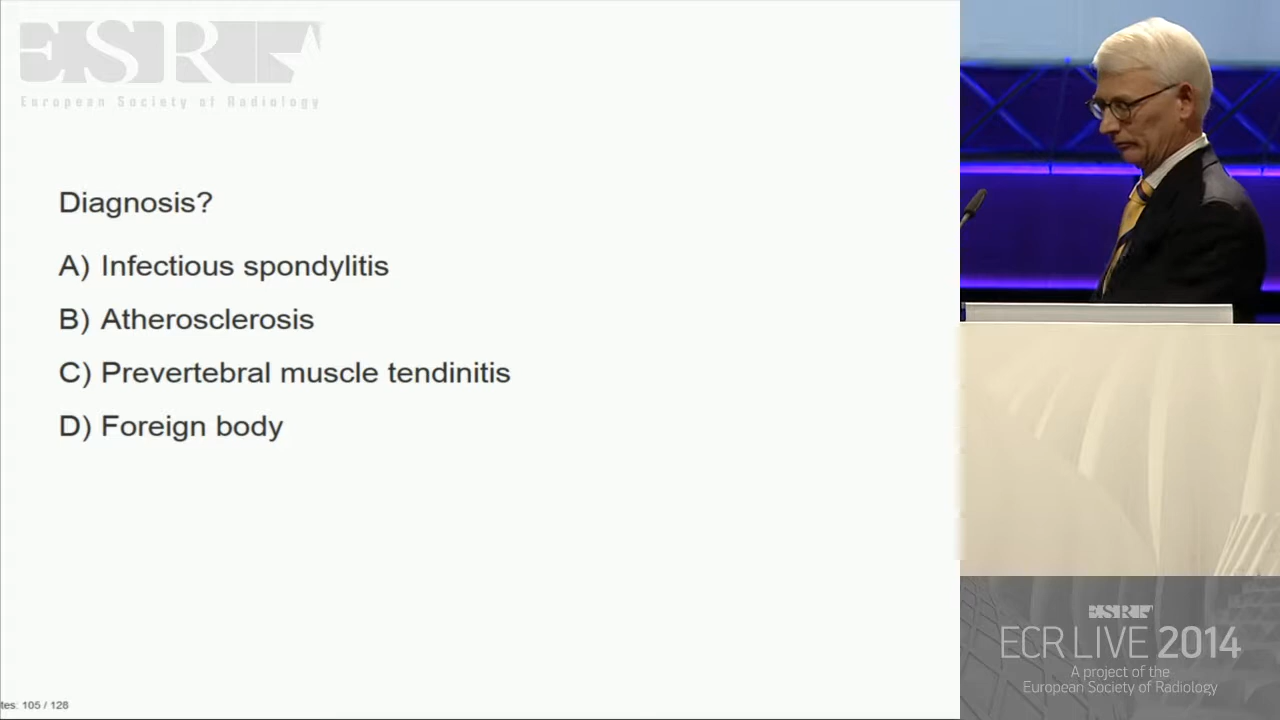 ESR
European Society of Radiology
Diagnosis?
A) Infectious spondylitis
B) Atherosclerosis
C) Prevertebral muscle tendinitis
D) Foreign body
tes: 105 / 128
ESR
ECR LIVE 2014
A project of the
European Society of Radiology